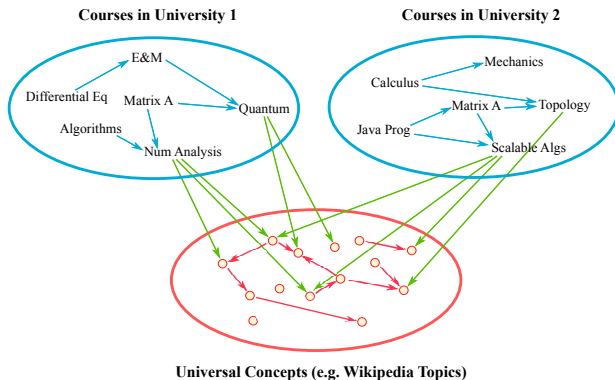 Courses in University 1
Courses in University 2
E&M
Differential Eq
Matrix A
Quantum
Algorithms
Num Analysis
Mechanics
Calculus
Matrix A
Topology
Java Prog
Scalable Algs
Universal Concepts (e.g. Wikipedia Topics)